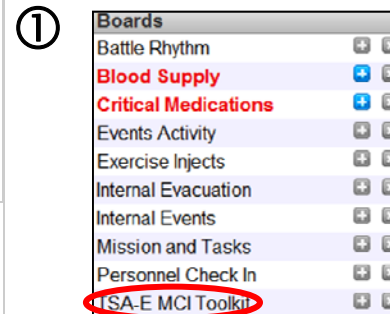 ①
Boards
Battle Rhythm
Blood Supply
Critical Medications
Events Activity
Exercise Injects
Internal Evacuation
Internal Events
Mission and Tasks
Personnel Check In
TSA-E MCI Toolkit